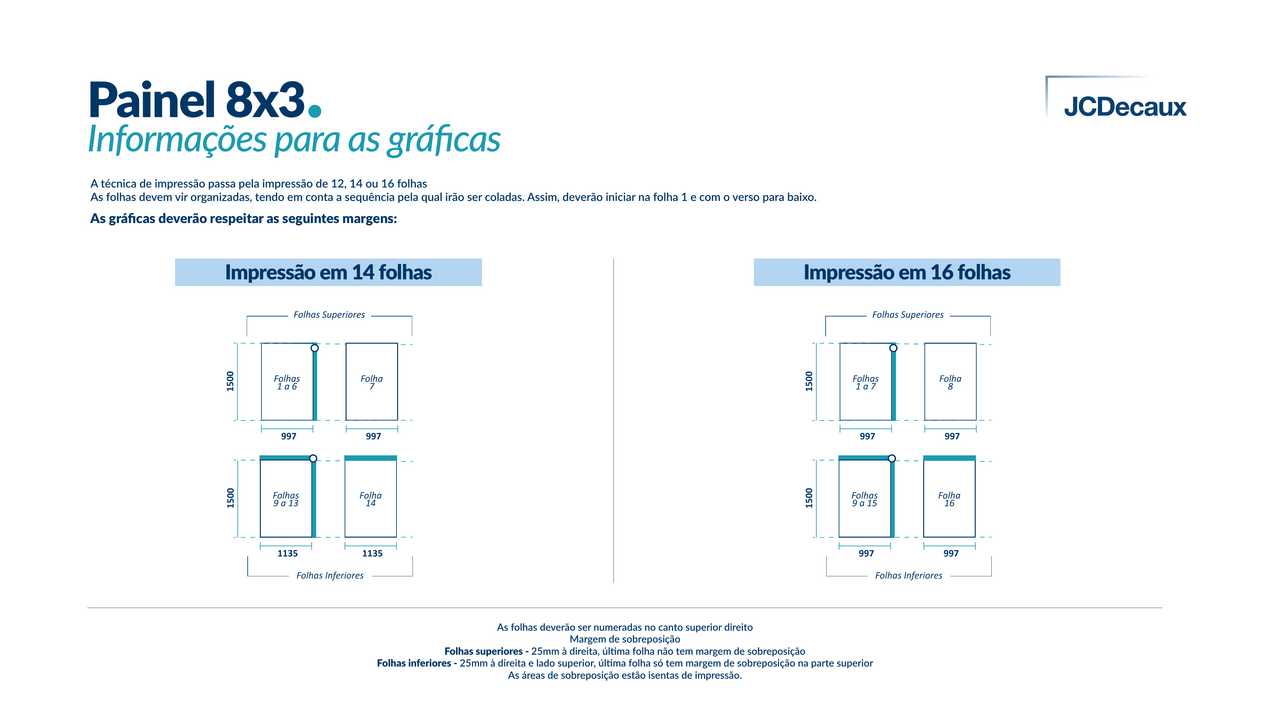 Painel 8x3.
Informações para as gráficas
JCDecaux
A técnica de impressão passa pela impressão de 12, 14 ou 16 folhas
As folhas devem vir organizadas, tendo em conta a sequência pela qual irão ser coladas. Assim, deverão iniciar na folha 1 e com o verso para baixo.
As gráficas deverão respeitar as seguintes margens:
Impressão em 14 folhas
Folhas Superiores
1500
Folhas
1 a 6
Folha
7
997
997
1500
Folhas
9 a 13
Folha
14
1135
1135
Folhas Inferiores
Impressão em 16 folhas
Folhas Superiores
1500
Folhas
1 a 7
Folha
8
997
997
1500
Folhas
9 a 15
Folha
16
997
997
Folhas Inferiores
As folhas deverão ser numeradas no canto superior direito
Margem de sobreposição
Folhas superiores - 25mm à direita, última folha não tem margem de sobreposição
Folhas inferiores - 25mm à direita e lado superior, última folha só tem margem de sobreposição na parte superior
As áreas de sobreposição estão isentas de impressão.